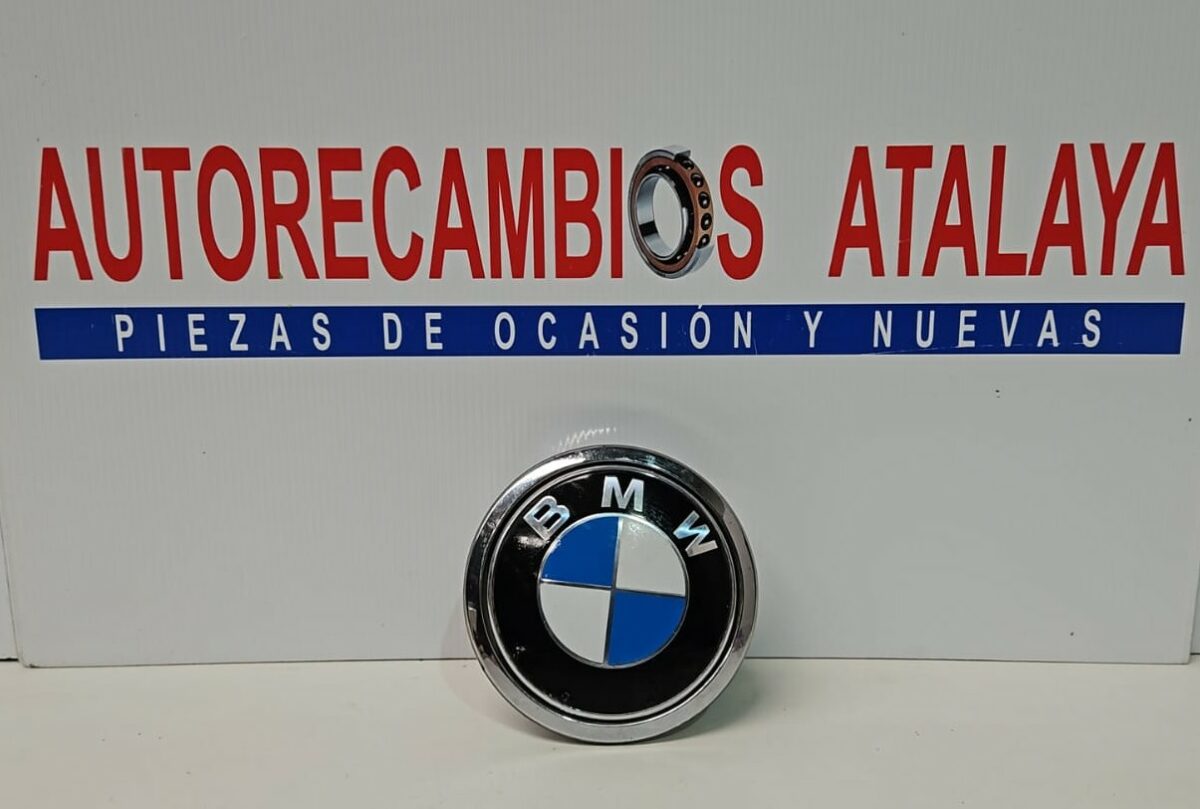 AUTORECAMBIOS ATALAYA
PIEZAS DE OCASIÓN Y NUEVAS
BMW